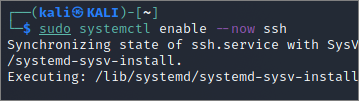 ┌──(kali㉿KALI)-[~]
└─$ sudo systemctl enable --now ssh
Synchronizing state of ssh.service with SysV
/systemd-sysv-install.
Executing: /lib/systemd/systemd-sysv-install